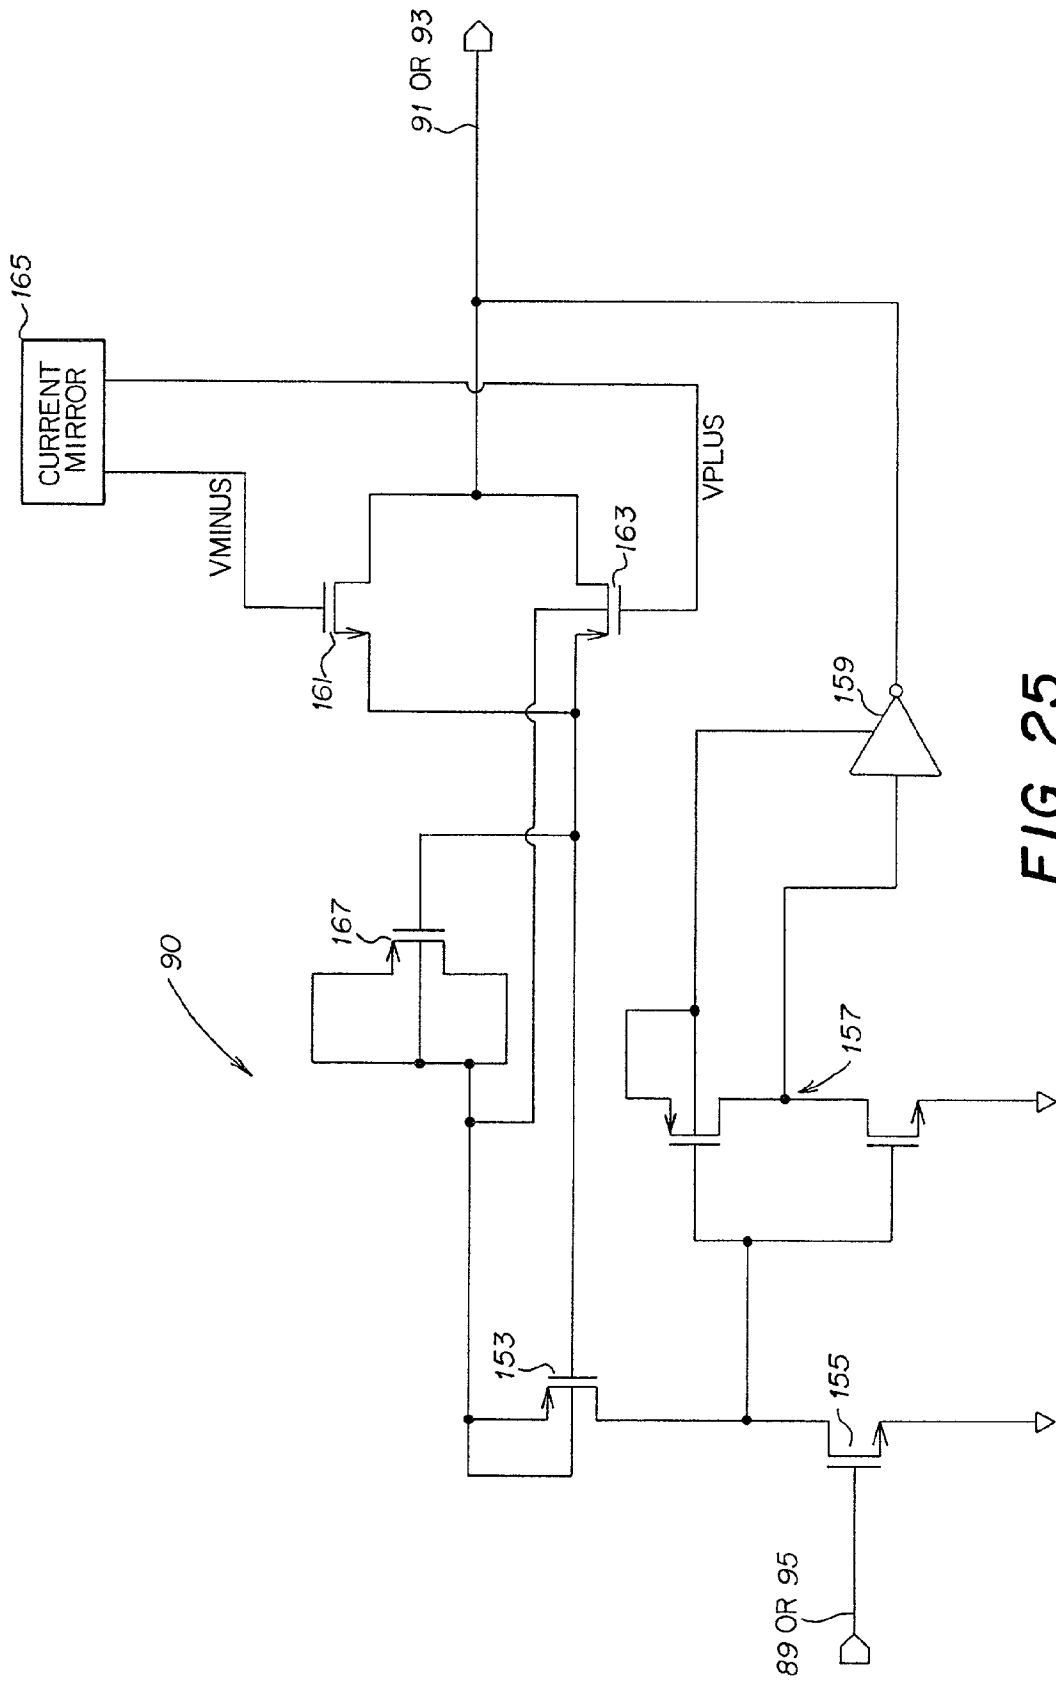 90
165
CURRENT
MIRROR
VMINUS
161
163
VPLUS
91 OR 93
167
153
157
159
155
89 OR 95
FIG 25